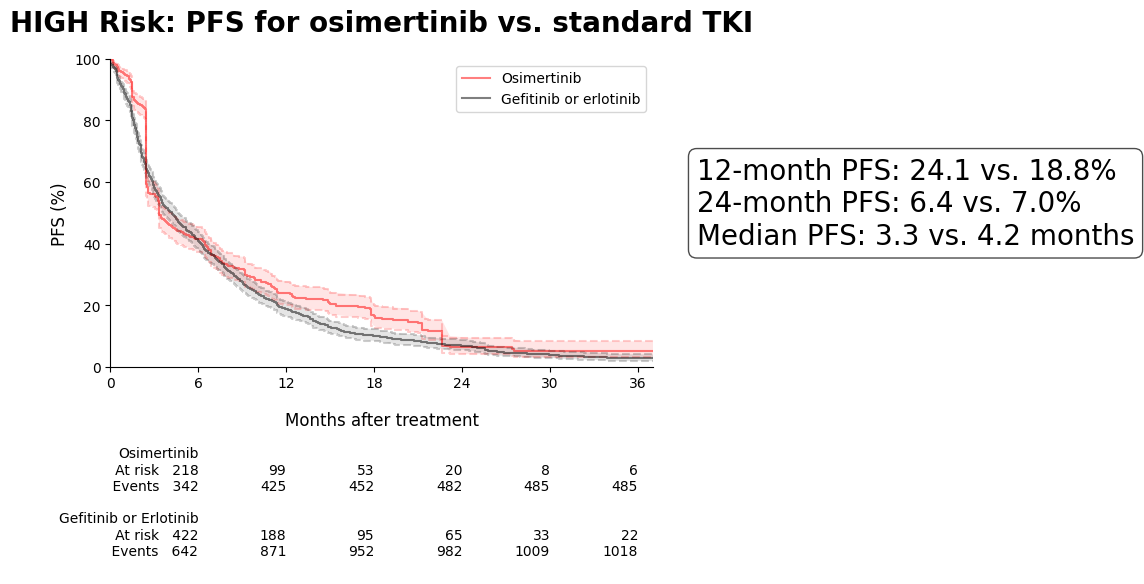 HIGH Risk: PFS for osimertinib vs. standard TKI
100
80
60
40
20
0
PFS (%)
Osimertinib
Gefitinib or erlotinib
0 6 12 18 24 30 36
Months after treatment
12-month PFS: 24.1 vs. 18.8%
24-month PFS: 6.4 vs. 7.0%
Median PFS: 3.3 vs. 4.2 months
Osimertinib
At risk 218 99 53 20 8 6
Events 342 425 452 482 485 485
Gefitinib or Erlotinib
At risk 422 188 95 65 33 22
Events 642 871 952 982 1009 1018